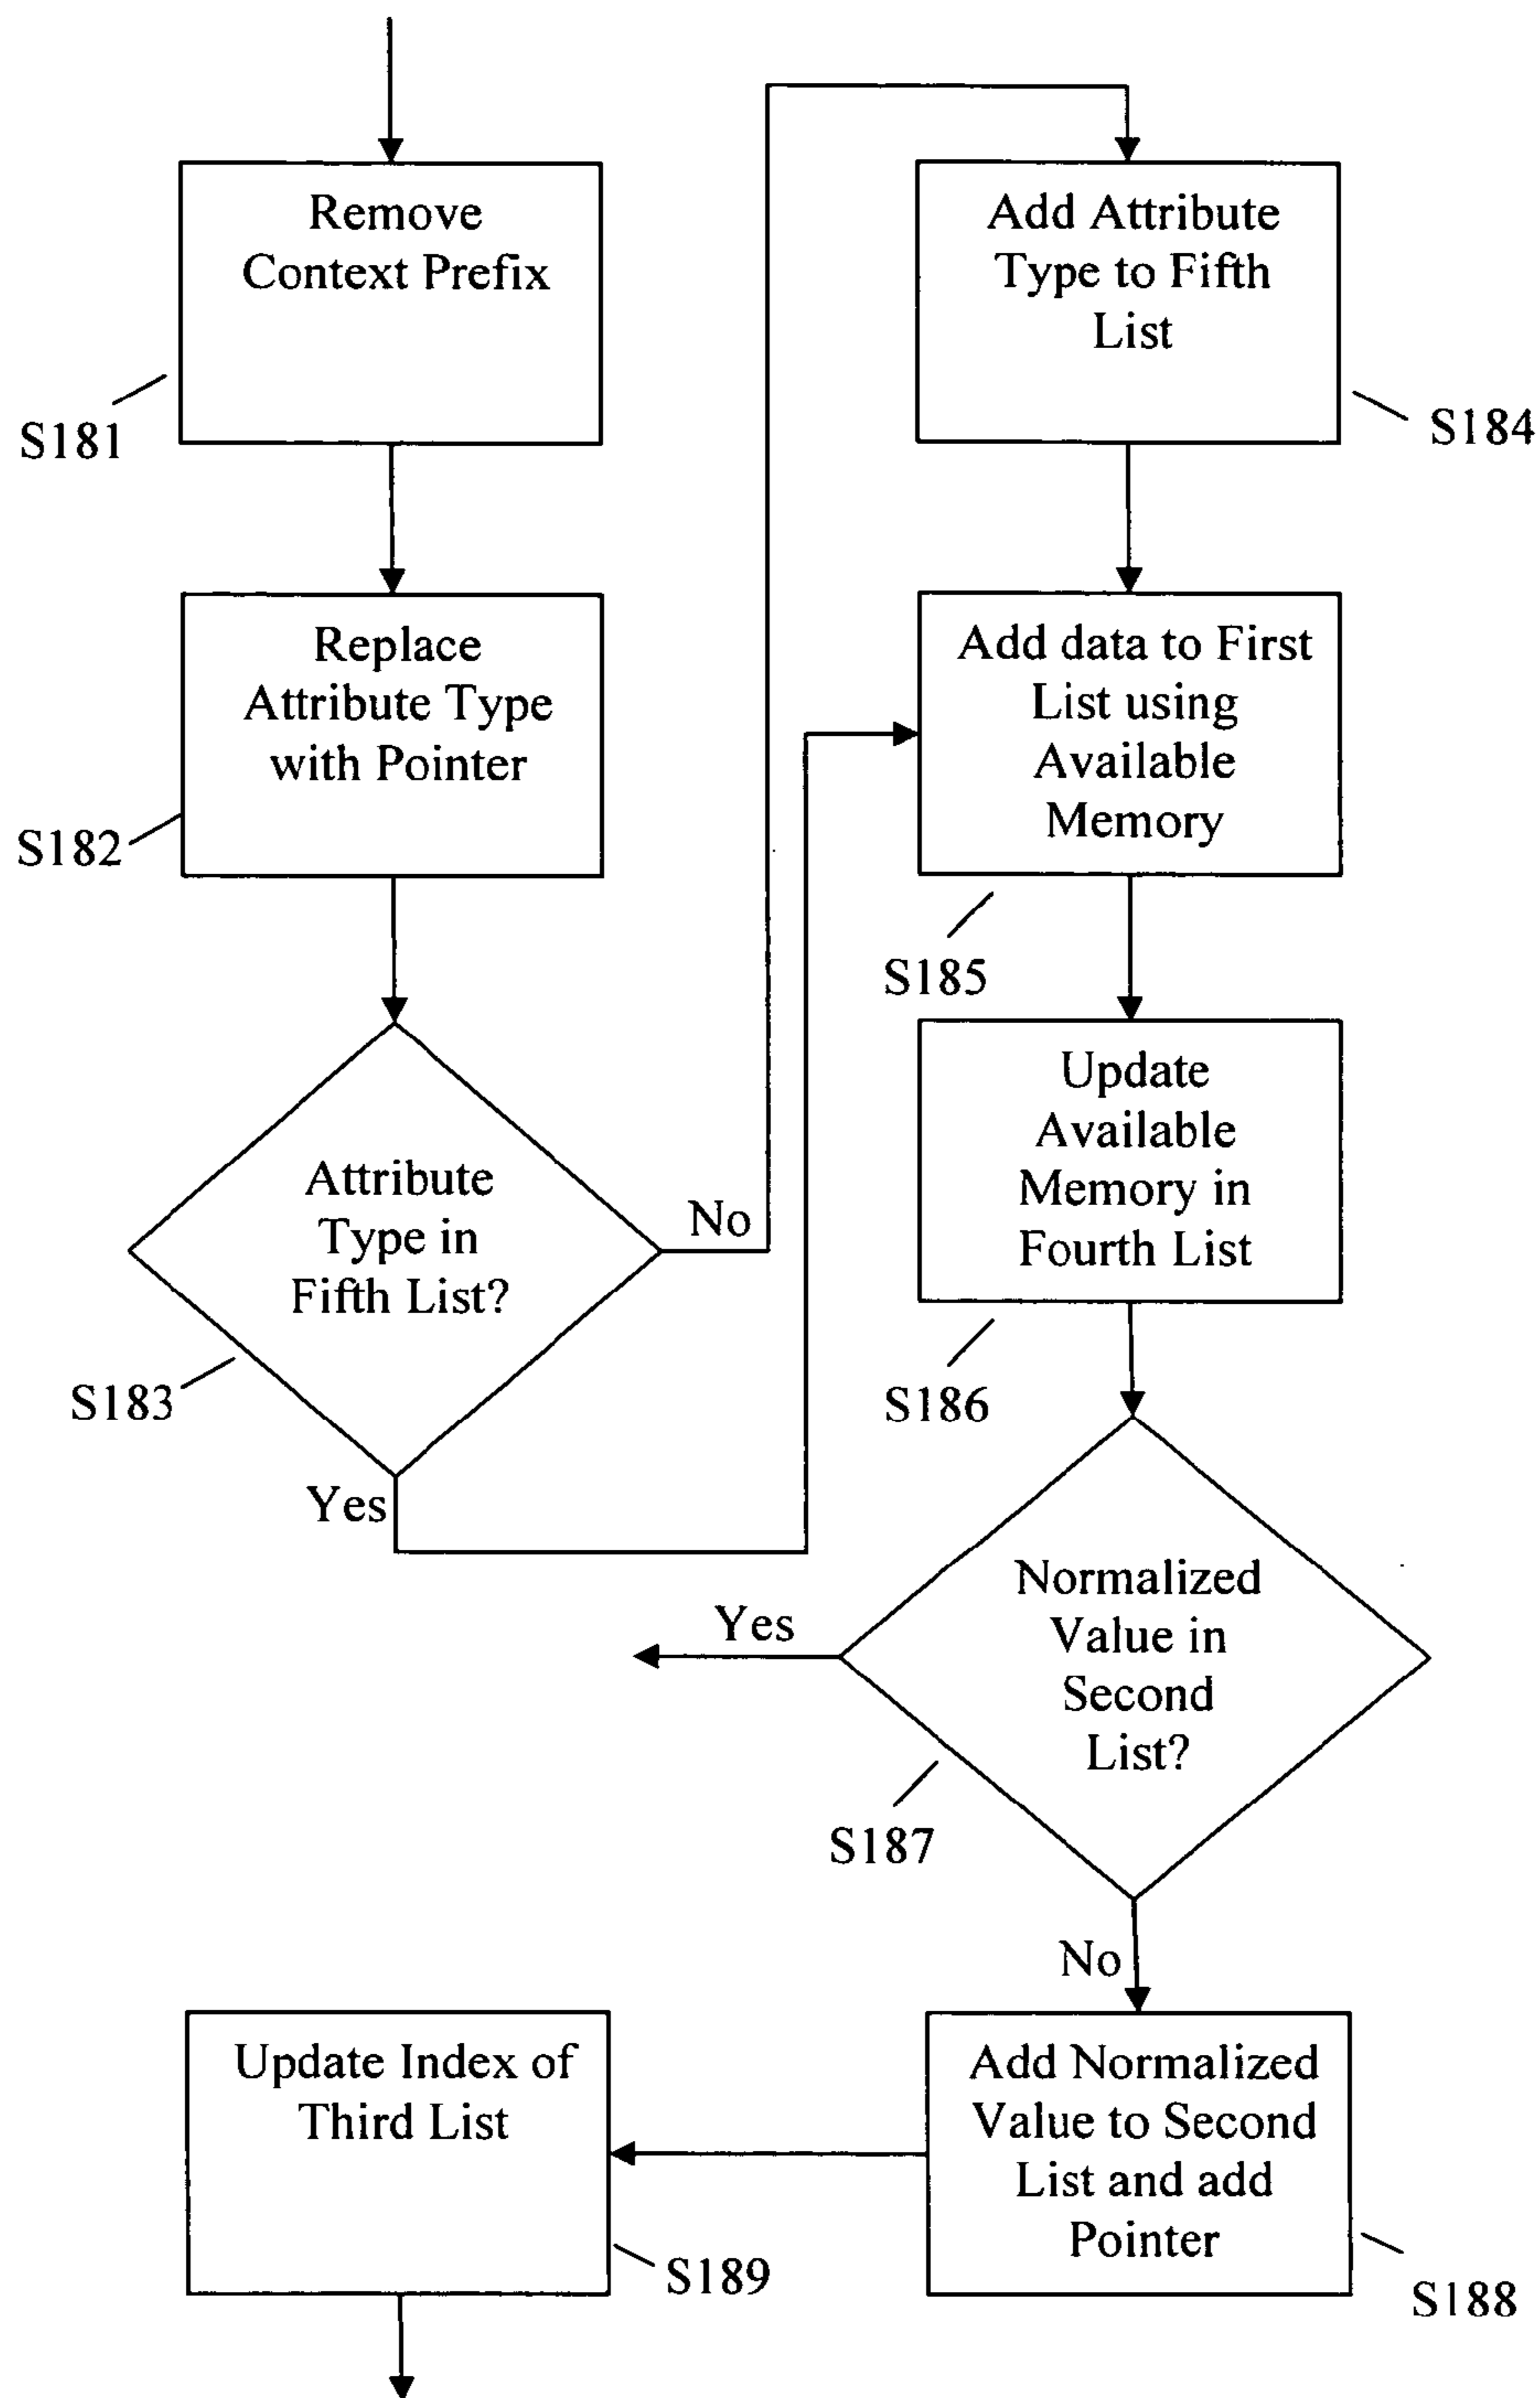 Remove
Context Prefix
S181
Replace
Attribute Type
with Pointer
S182
Attribute
Type in
Fifth List?
S183
No
Yes
Add Attribute
Type to Fifth
List
S184
Add data to First
List using
Available
Memory
S185
Update
Available
Memory in
Fourth List
S186
Normalized
Value in
Second
List?
S187
Yes
No
Add Normalized
Value to Second
List and add
Pointer
S188
Update Index of
Third List
S189